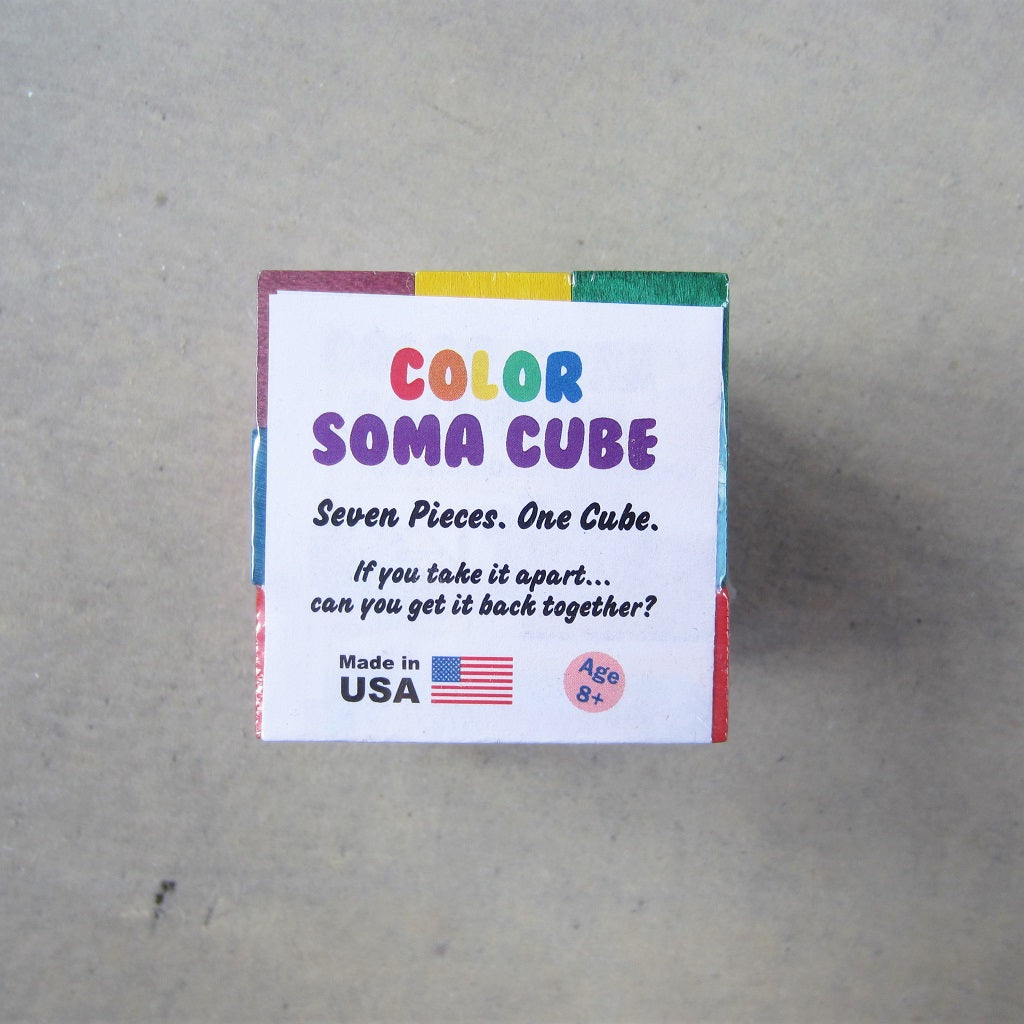 COLOR
SOMA CUBE
Seven Pieces. One Cube.
If you take it apart...
can you get it back together?
Made in
USA
Age
8+